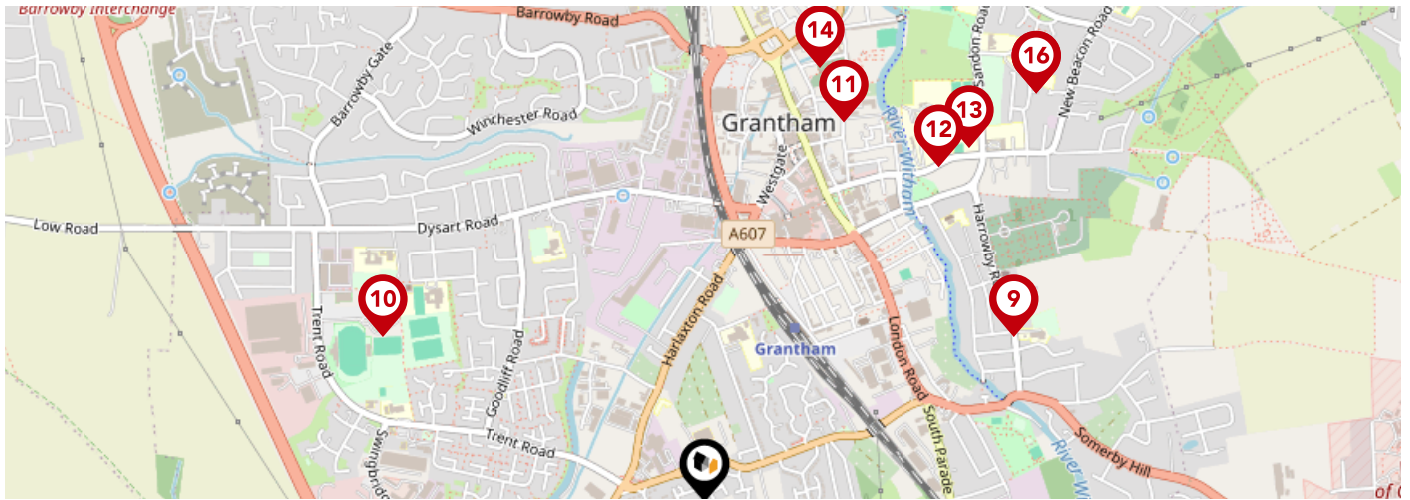 Barrowby Interchange
Barrowby Road
14
16
11
13
12
Sandon Road
New Beacon Road
Barrowby Gate
Winchester Road
Grantham
River Witham
Westgate
Low Road
Dysart Road
A607
Harrowby R
10
9
Trent Road
Goodliff Road
Harlaxton Road
London Road
Grantham
Trent Road
South Parade
Somerby Hill
River W
of